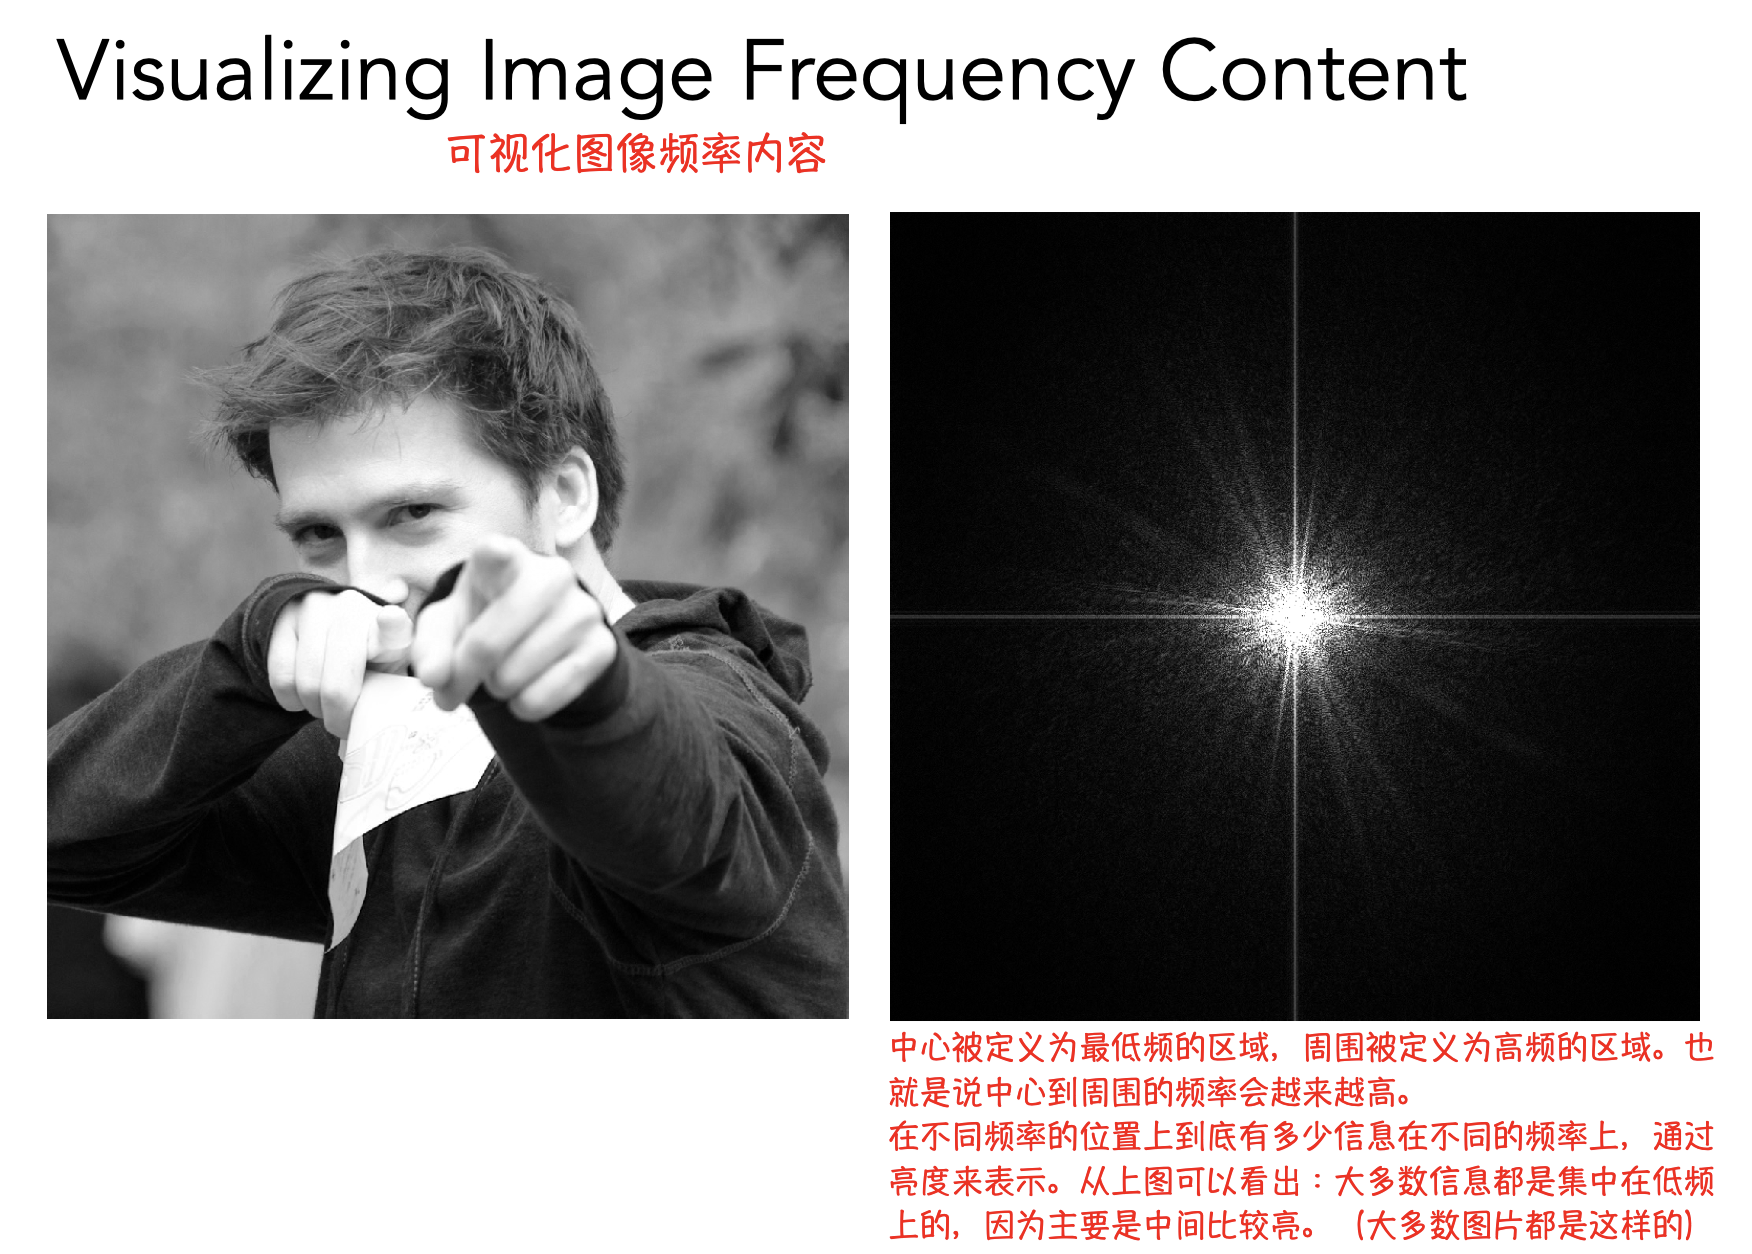 Visualizing Image Frequency Content
可视化图像频率内容
中心被定义为最低频的区域，周围被定义为高频的区域。也
就是说中心到周围的频率会越来越高。
在不同频率的位置上到底有多少信息在不同的频率上，通过
亮度来表示。从上图可以看出：大多数信息都是集中在低频
上的，因为主要是中间比较亮。（大多数图片都是这样的）